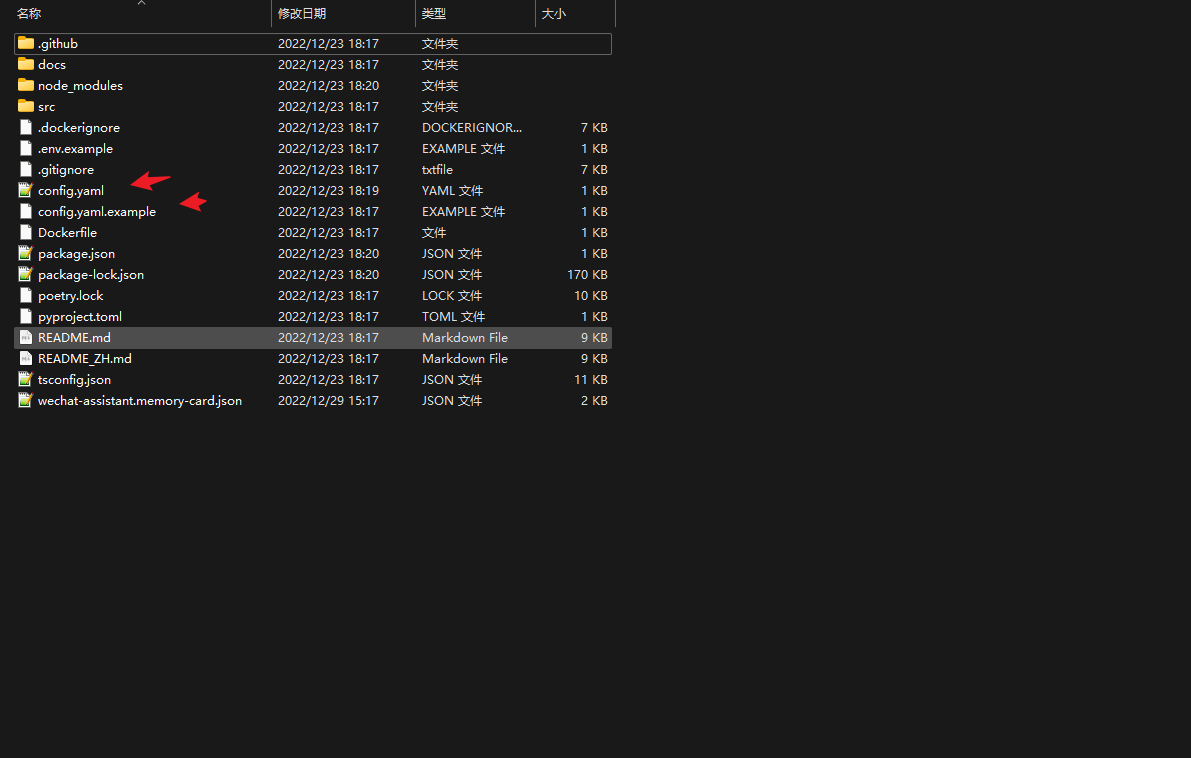 名称 修改日期 类型 大小
.github 2022/12/23 18:17 文件夹
docs 2022/12/23 18:17 文件夹
node_modules 2022/12/23 18:20 文件夹
src 2022/12/23 18:17 文件夹
.dockerignore 2022/12/23 18:17 DOCKERIGNOR... 7 KB
.env.example 2022/12/23 18:17 EXAMPLE 文件 1 KB
.gitignore 2022/12/23 18:17 txtfile 7 KB
config.yaml 2022/12/23 18:19 YAML 文件 1 KB
config.yaml.example 2022/12/23 18:17 EXAMPLE 文件 1 KB
Dockerfile 2022/12/23 18:17 文件 1 KB
package.json 2022/12/23 18:20 JSON 文件 1 KB
package-lock.json 2022/12/23 18:20 JSON 文件 170 KB
poetry.lock 2022/12/23 18:17 LOCK 文件 10 KB
pyproject.toml 2022/12/23 18:17 TOML 文件 1 KB
README.md 2022/12/23 18:17 Markdown File 9 KB
README_ZH.md 2022/12/23 18:17 Markdown File 9 KB
tsconfig.json 2022/12/23 18:17 JSON 文件 11 KB
wechat-assistant.memory-card.json 2022/12/29 15:17 JSON 文件 2 KB